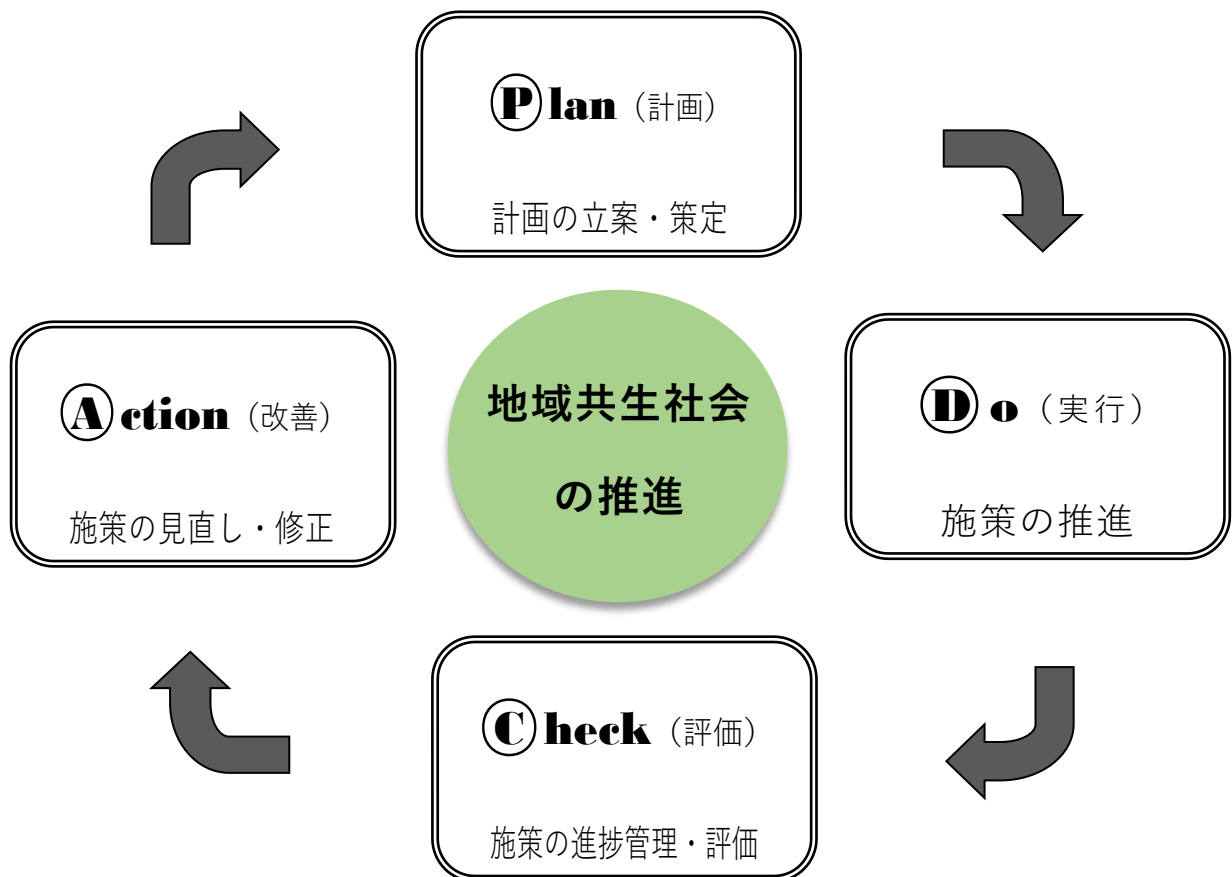 Plan（計画）
計画の立案・策定
Action（改善）
施策の見直し・修正
地域共生社会
の推進
Do（実行）
施策の推進
Check（評価）
施策の進捗管理・評価